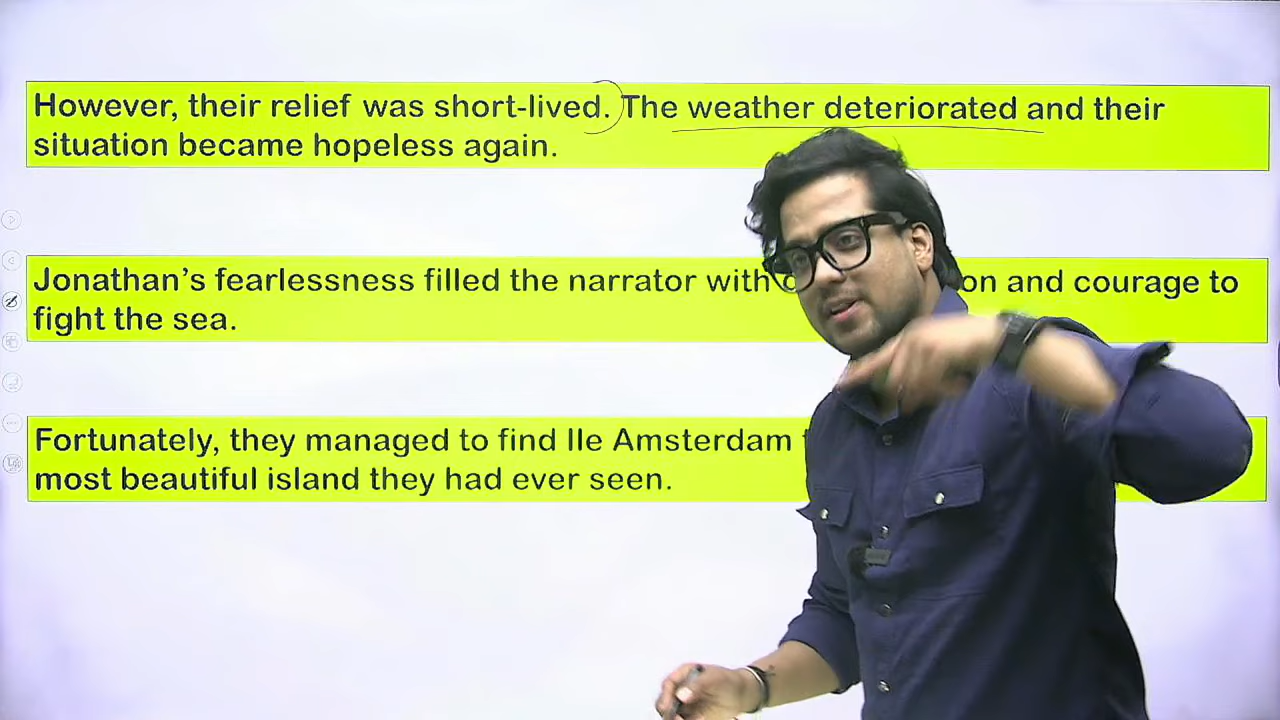 However, their relief was short-lived. The weather deteriorated and their
situation became hopeless again.
Jonathan's fearlessness filled the narrator with and courage to
fight the sea.
Fortunately, they managed to find Ile Amsterdam
most beautiful island they had ever seen.